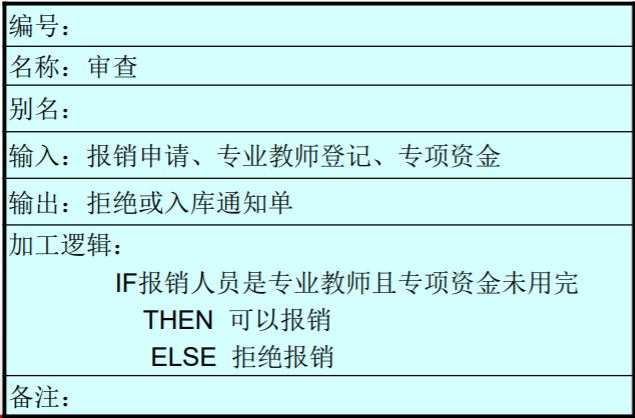 编号：
名称：审查
别名：
输入：报销申请、专业教师登记、专项资金
输出：拒绝或入库通知单
加工逻辑：
IF报销人员是专业教师且专项资金未用完
THEN 可以报销
ELSE 拒绝报销
备注：